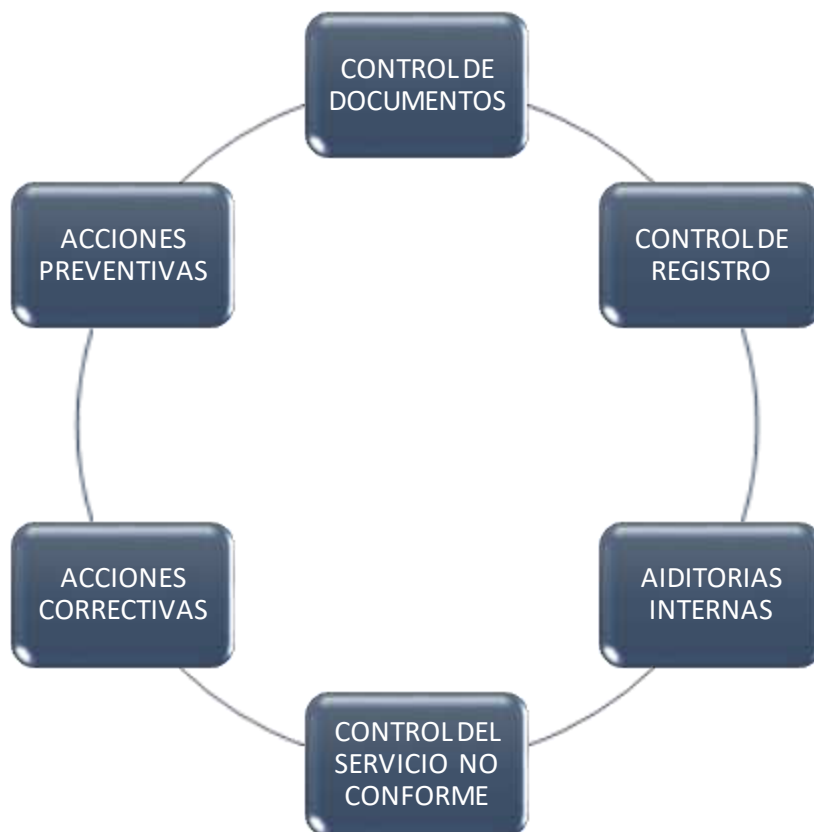 CONTROL DE
DOCUMENTOS
CONTROL DE
REGISTRO
AIDITORIAS
INTERNAS
CONTROL DEL
SERVICIO NO
CONFORME
ACCIONES
CORRECTIVAS
ACCIONES
PREVENTIVAS